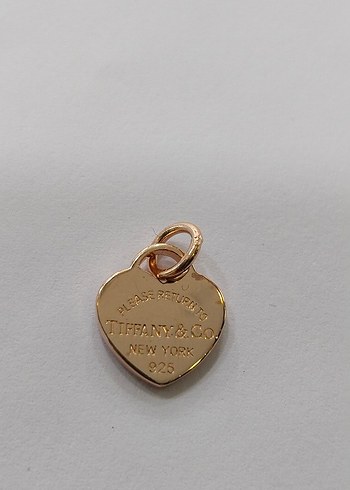 PLEASE RETURN TO
TIFFANY & CO.
NEW YORK
925